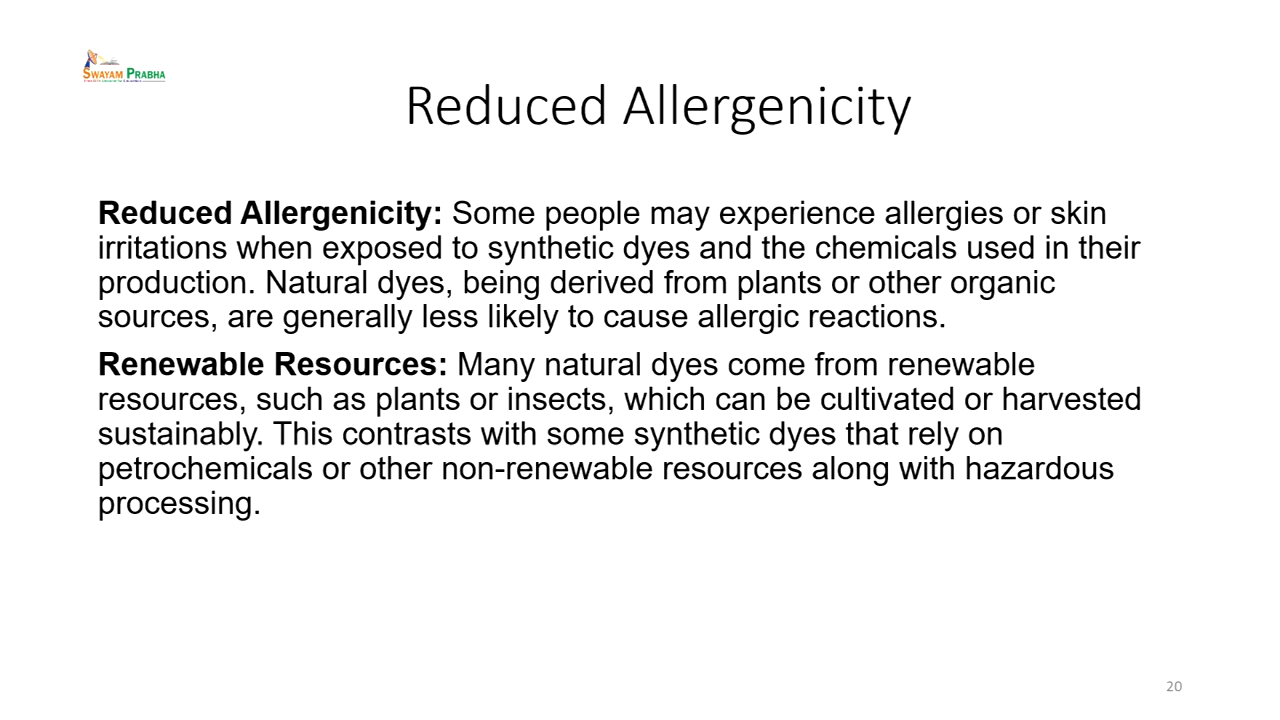 SWAYAM PRABHA
Reduced Allergenicity
Reduced Allergenicity: Some people may experience allergies or skin
irritations when exposed to synthetic dyes and the chemicals used in their
production. Natural dyes, being derived from plants or other organic
sources, are generally less likely to cause allergic reactions.
Renewable Resources: Many natural dyes come from renewable
resources, such as plants or insects, which can be cultivated or harvested
sustainably. This contrasts with some synthetic dyes that rely on
petrochemicals or other non-renewable resources along with hazardous
processing.
20